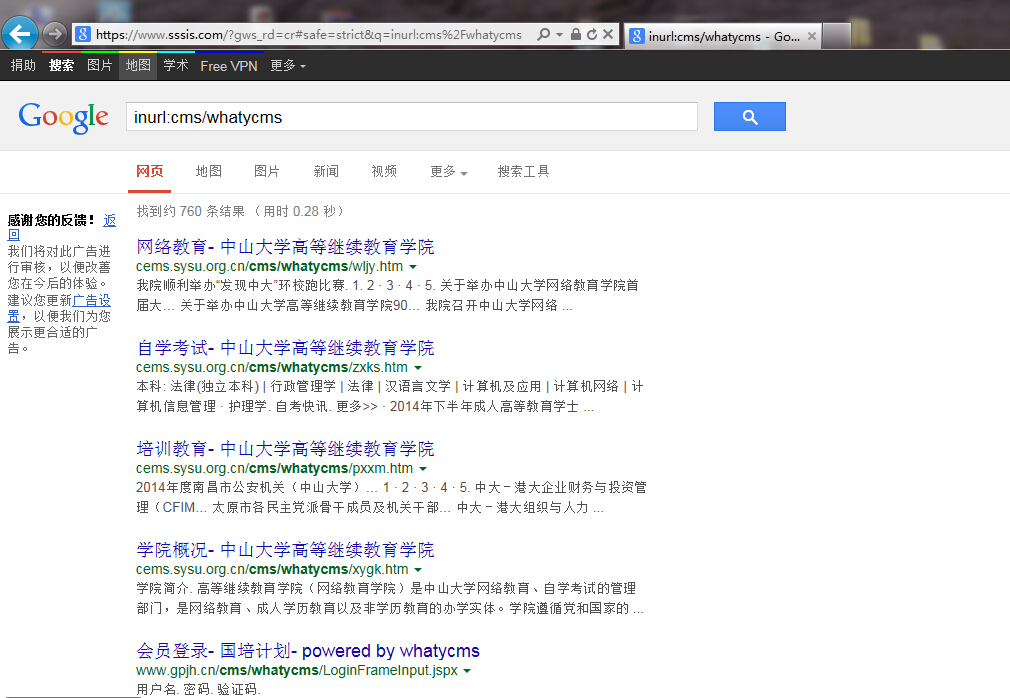 https://www.sssis.com/?gws_rd=cr#safe=strict&q=inurl:cms%2Fwhatycms
inurl:cms/whatycms - Go...
捐助 搜索 图片 地图 学术 Free VPN 更多
Google inurl:cms/whatycms
网页 地图 图片 新闻 视频 更多 搜索工具
感谢您的反馈！ 返回
我们将对此广告进
行审核，以便改善
您在今后的体验。
建议您更新广告设
置，以便我们为您
展示更合适的广
告。
找到约 760 条结果 （用时 0.28 秒）
网络教育- 中山大学高等继续教育学院
cems.sysu.org.cn/cms/whatycms/wljy.htm
我院顺利举办“发现中大”环校跑比赛. 1. 2 · 3 · 4 · 5. 关于举办中山大学网络教育学院首
届大... 关于举办中山大学高等继续教育学院90... 我院召开中山大学网络 ...
自学考试- 中山大学高等继续教育学院
cems.sysu.org.cn/cms/whatycms/zxks.htm
本科: 法律(独立本科) | 行政管理学 | 法律 | 汉语言文学 | 计算机及应用 | 计算机网络 | 计
算机信息管理 · 护理学. 自考快讯. 更多>> · 2014年下半年成人高等教育学士 ...
培训教育- 中山大学高等继续教育学院
cems.sysu.org.cn/cms/whatycms/pxxm.htm
2014年度南昌市公安机关（中山大学）... 1 · 2 · 3 · 4 · 5. 中大－港大企业财务与投资管
理（CFIM... 太原市各民主党派骨干成员及机关干部... 中大－港大组织与人力 ...
学院概况- 中山大学高等继续教育学院
cems.sysu.org.cn/cms/whatycms/xygk.htm
学院简介. 高等继续教育学院（网络教育学院）是中山大学网络教育、自学考试的管理
部门，是网络教育、成人学历教育以及非学历教育的办学实体。学院遵循党和国家的 ...
会员登录- 国培计划- powered by whatycms
www.gpjh.cn/cms/whatycms/LoginFrameInput.jspx
用户名. 密码. 验证码.